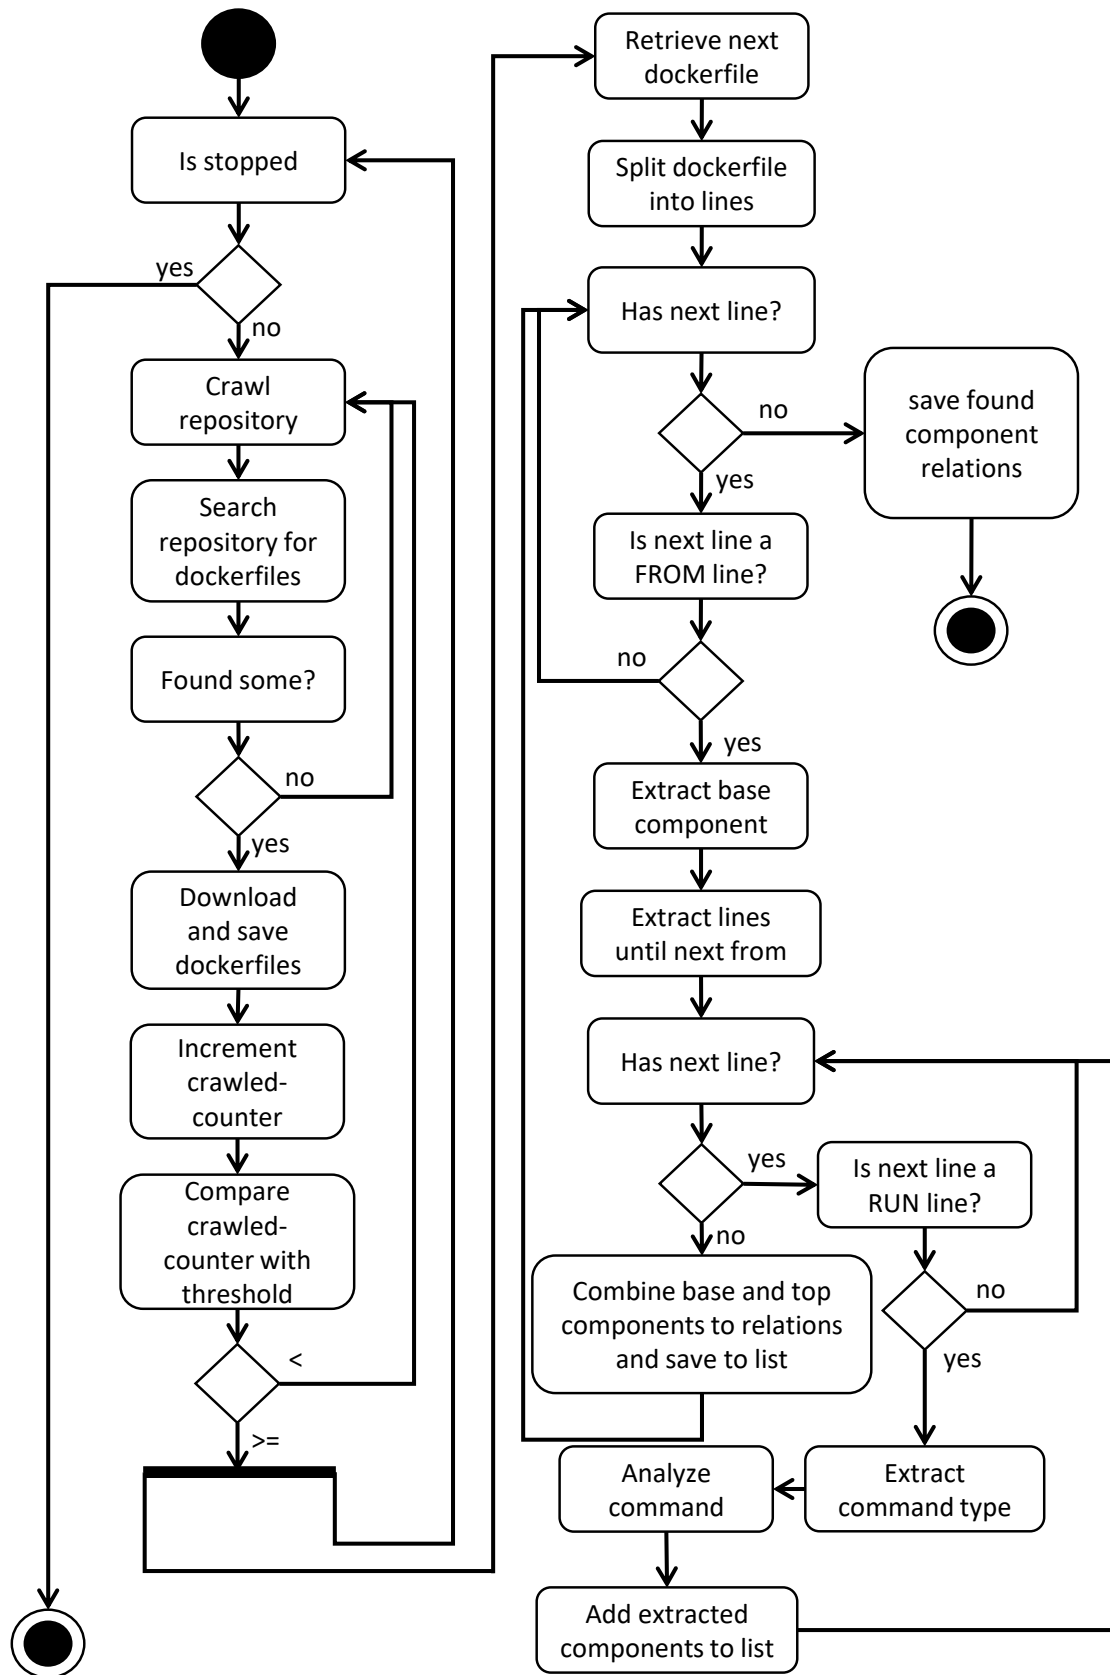 Is stopped
yes
no
Crawl
repository
Search
repository for
dockerfiles
Found some?
no
yes
Download
and save
dockerfiles
Increment
crawled-
counter
Compare
crawled-
counter with
threshold
<
>=
Retrieve next
dockerfile
Split dockerfile
into lines
Has next line?
no
save found
component
relations
yes
Is next line a
FROM line?
no
yes
Extract base
component
Extract lines
until next from
Has next line?
yes
Is next line a
RUN line?
no
no
Combine base and top
components to relations
and save to list
yes
Extract
command type
Analyze
command
Add extracted
components to list